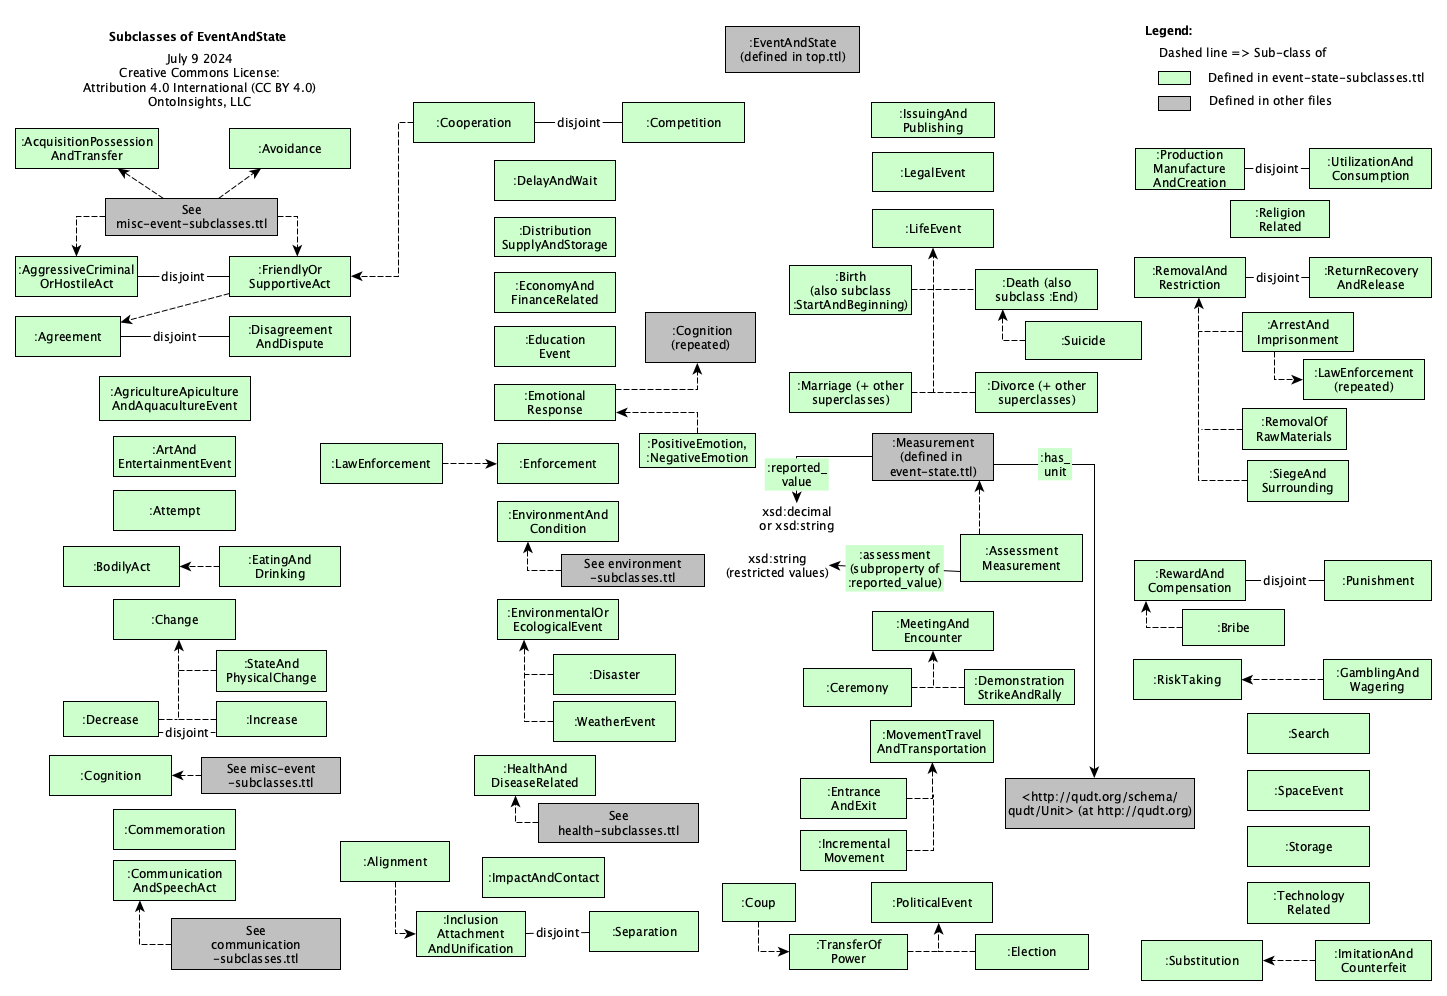 Subclasses of EventAndState
July 9 2024
Creative Commons License:
Attribution 4.0 International (CC BY 4.0)
OntoInsights, LLC
:EventAndState
(defined in top.ttl)
Legend:
Dashed line => Sub-class of
Defined in event-state-subclasses.ttl
Defined in other files
:AcquisitionPossession
AndTransfer
:Avoidance
See
misc-event-subclasses.ttl
:AggressiveCriminal
OrHostileAct
disjoint
:FriendlyOr
SupportiveAct
:Agreement
disjoint
:Disagreement
AndDispute
:AgricultureApiculture
AndAquacultureEvent
:ArtAnd
EntertainmentEvent
:Attempt
:BodilyAct
:EatingAnd
Drinking
:Change
:StateAnd
PhysicalChange
:Decrease
:Increase
disjoint
:Cognition
See misc-event
-subclasses.ttl
:Commemoration
:Communication
AndSpeechAct
See
communication
-subclasses.ttl
:Cooperation
disjoint
:Competition
:DelayAndWait
:Distribution
SupplyAndStorage
:EconomyAnd
FinanceRelated
:Education
Event
:Cognition
(repeated)
:Emotional
Response
:PositiveEmotion,
:NegativeEmotion
:LawEnforcement
:Enforcement
:EnvironmentAnd
Condition
See environment
-subclasses.ttl
:EnvironmentalOr
EcologicalEvent
:Disaster
:WeatherEvent
:HealthAnd
DiseaseRelated
See
health-subclasses.ttl
:Alignment
:ImpactAndContact
:Inclusion
Attachment
AndUnification
disjoint
:Separation
:IssuingAnd
Publishing
:LegalEvent
:LifeEvent
:Birth
(also subclass
:StartAndBeginning)
:Death (also
subclass :End)
:Suicide
:Marriage (+ other
superclasses)
:Divorce (+ other
superclasses)
:Measurement
(defined in
event-state.ttl)
:reported_
value
:has_
unit
xsd:decimal
or xsd:string
xsd:string
(restricted values)
:assessment
(subproperty of
:reported_value)
:Assessment
Measurement
:MeetingAnd
Encounter
:Ceremony
:Demonstration
StrikeAndRally
:MovementTravel
AndTransportation
:Entrance
AndExit
:Incremental
Movement
<http://qudt.org/schema/
qudt/Unit> (at http://qudt.org)
:Coup
:PoliticalEvent
:TransferOf
Power
:Election
:Production
Manufacture
AndCreation
disjoint
:UtilizationAnd
Consumption
:Religion
Related
:RemovalAnd
Restriction
disjoint
:ReturnRecovery
AndRelease
:ArrestAnd
Imprisonment
:LawEnforcement
(repeated)
:RemovalOf
RawMaterials
:SiegeAnd
Surrounding
:RewardAnd
Compensation
disjoint
:Punishment
:Bribe
:RiskTaking
:GamblingAnd
Wagering
:Search
:SpaceEvent
:Storage
:Technology
Related
:Substitution
:ImitationAnd
Counterfeit